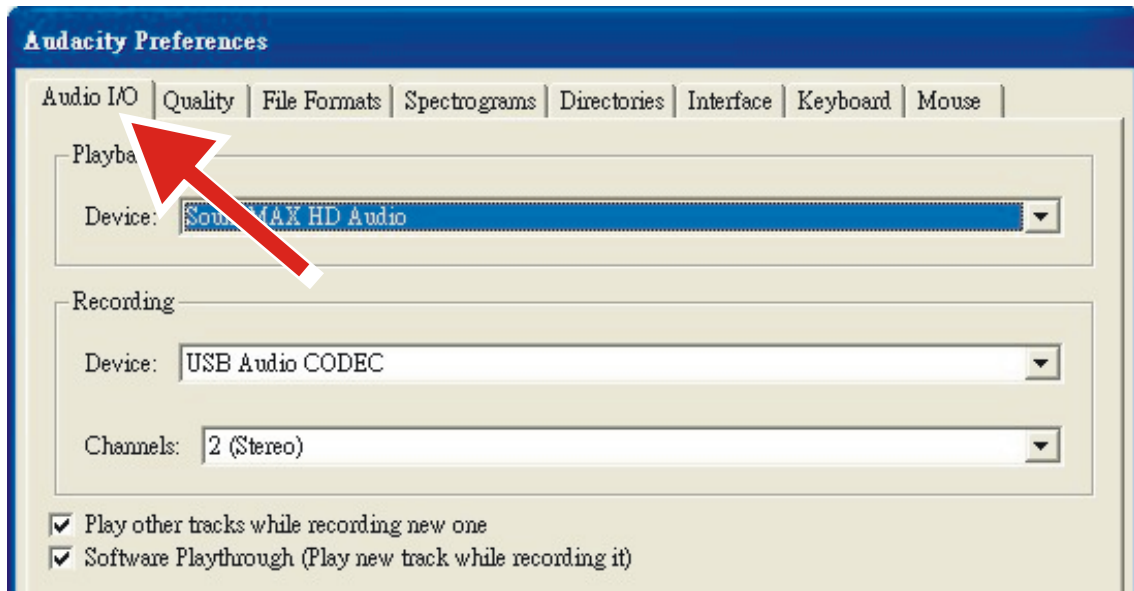 Audacity Preferences
Audio I/O Quality File Formats Spectrograms Directories Interface Keyboard Mouse
Device: HD Audio
Recording
Device: USB Audio CODEC
Channels: 2 (Stereo)
Play other tracks while recording new one
Software Playthrough (Play new track while recording it)